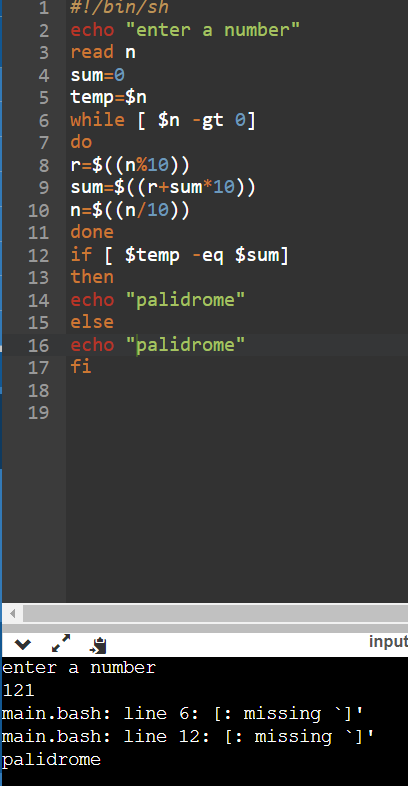 1 #!/bin/sh
2 echo "enter a number"
3 read n
4 sum=0
5 temp=$n
6 while [ $n -gt 0]
7 do
8 r=$((n%10))
9 sum=$((r+sum*10))
10 n=$((n/10))
11 done
12 if [ $temp -eq $sum]
13 then
14 echo "palidrome"
15 else
16 echo "palidrome"
17 fi
18
19
input
enter a number
121
main.bash: line 6: [: missing `]'
main.bash: line 12: [: missing `]'
palidrome